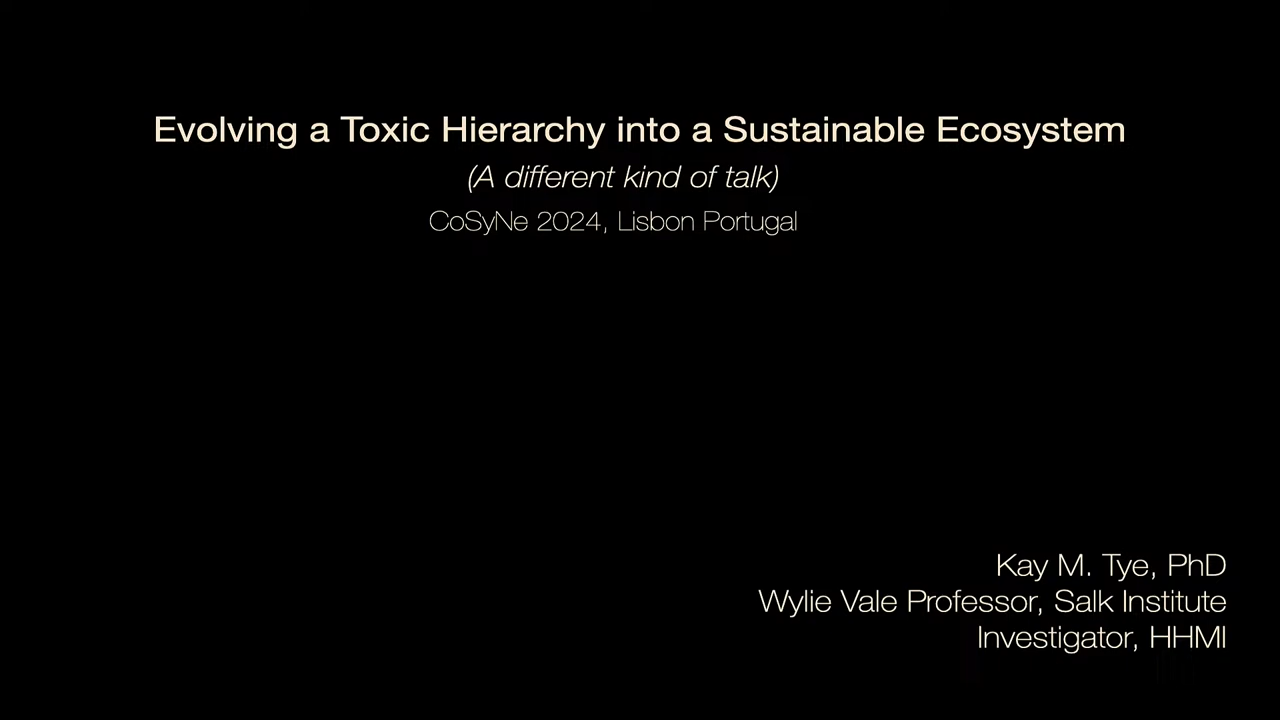 Evolving a Toxic Hierarchy into a Sustainable Ecosystem
(A different kind of talk)
CoSyNe 2024, Lisbon Portugal
Kay M. Tye, PhD
Wylie Vale Professor, Salk Institute
Investigator, HHMI